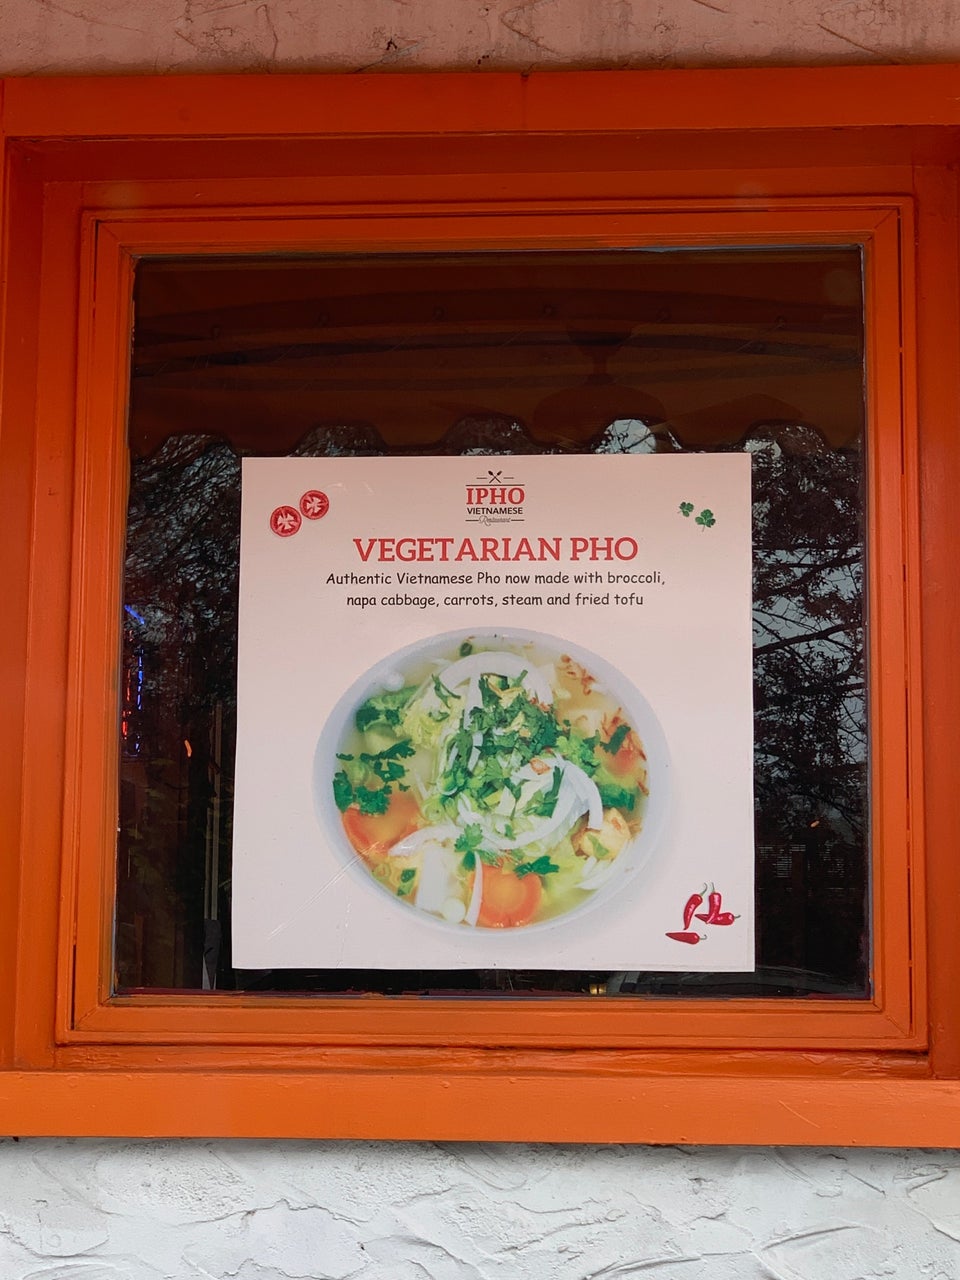 IPHO
VIETNAMESE
Restaurant
VEGETARIAN PHO
Authentic Vietnamese Pho now made with broccoli,
napa cabbage, carrots, steam and fried tofu